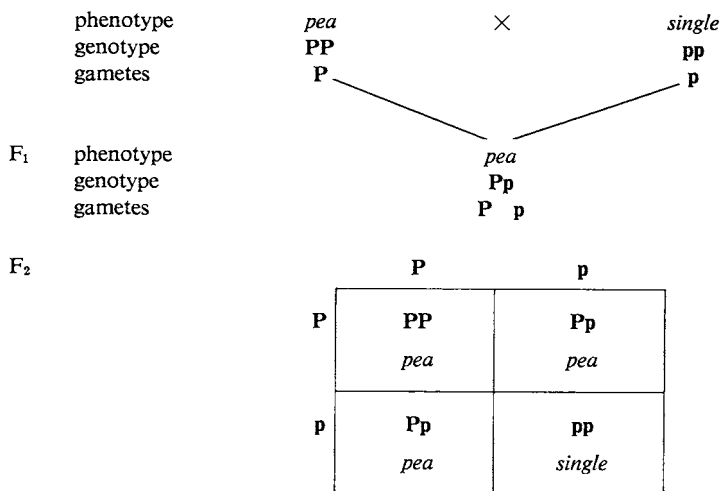 phenotype pea × single
genotype PP pp
gametes P p
F₁ phenotype pea
genotype Pp
gametes P p
F₂
P p
P PP Pp
pea pea
p Pp pp
pea single